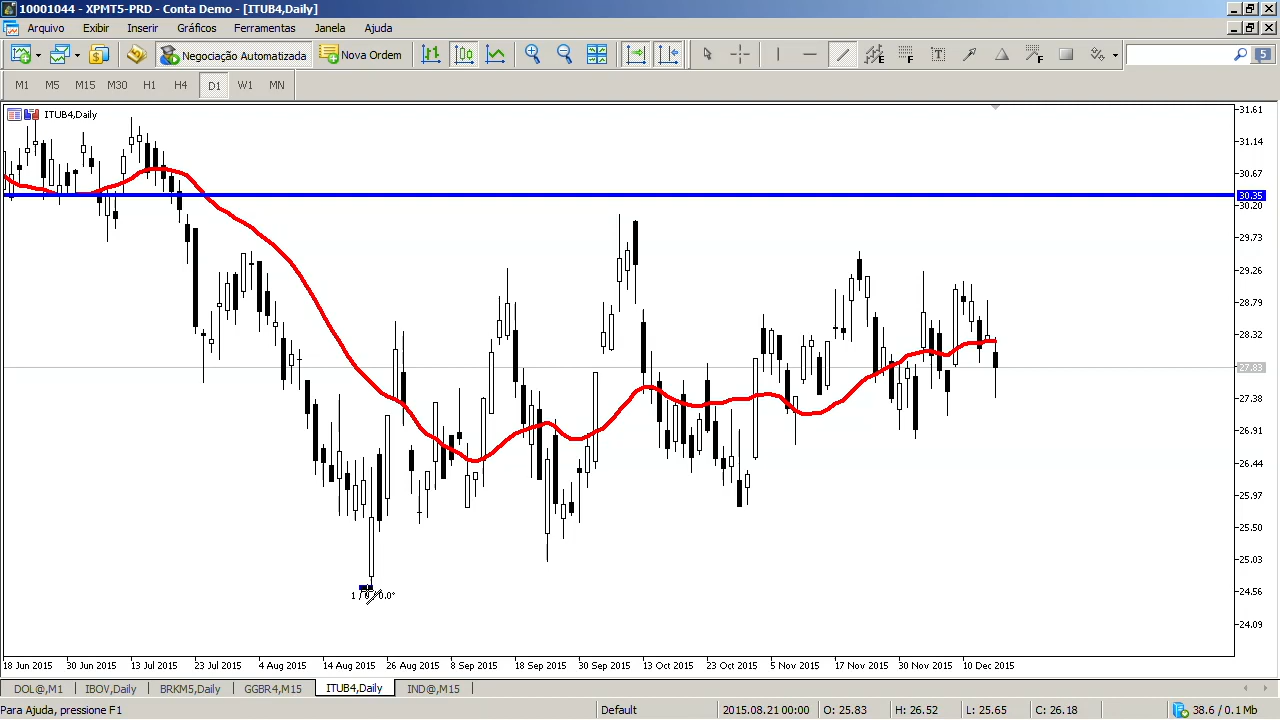 10001044 - XPMT5-PRD - Conta Demo - [ITUB4,Daily]
Arquivo Exibir Inserir Gráficos Ferramentas Janela Ajuda
Negociação Automatizada Nova Ordem E F T F 5
M1 M5 M15 M30 H1 H4 D1 W1 MN
ITUB4,Daily
31.61
31.14
30.67
30.35
30.20
29.73
29.26
28.79
28.32
27.83
27.38
26.91
26.44
25.97
25.50
25.03
24.56
24.09
18 Jun 2015 30 Jun 2015 13 Jul 2015 23 Jul 2015 4 Aug 2015 14 Aug 2015 26 Aug 2015 8 Sep 2015 18 Sep 2015 30 Sep 2015 13 Oct 2015 23 Oct 2015 5 Nov 2015 17 Nov 2015 30 Nov 2015 10 Dec 2015
DOL@,M1 IBOV,Daily BRKM5,Daily GGBR4,M15 ITUB4,Daily IND@,M15
Para Ajuda, pressione F1 Default 2015.08.21 00:00 O: 25.83 H: 26.52 L: 25.65 C: 26.18 38.6 / 0.1 Mb